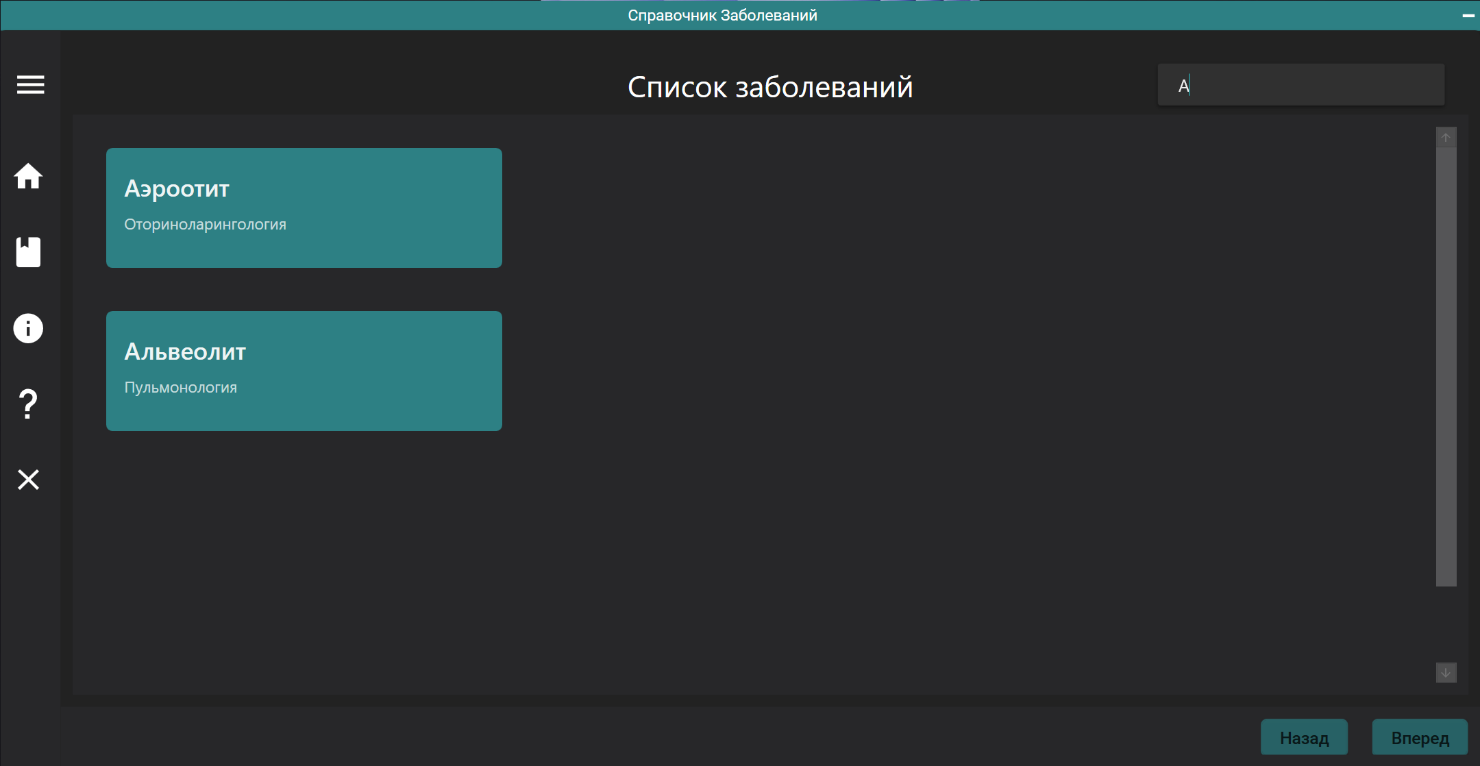 Справочник Заболеваний
Список заболеваний
А
Аэроотит
Оториноларингология
Альвеолит
Пульмонология
Назад
Вперед